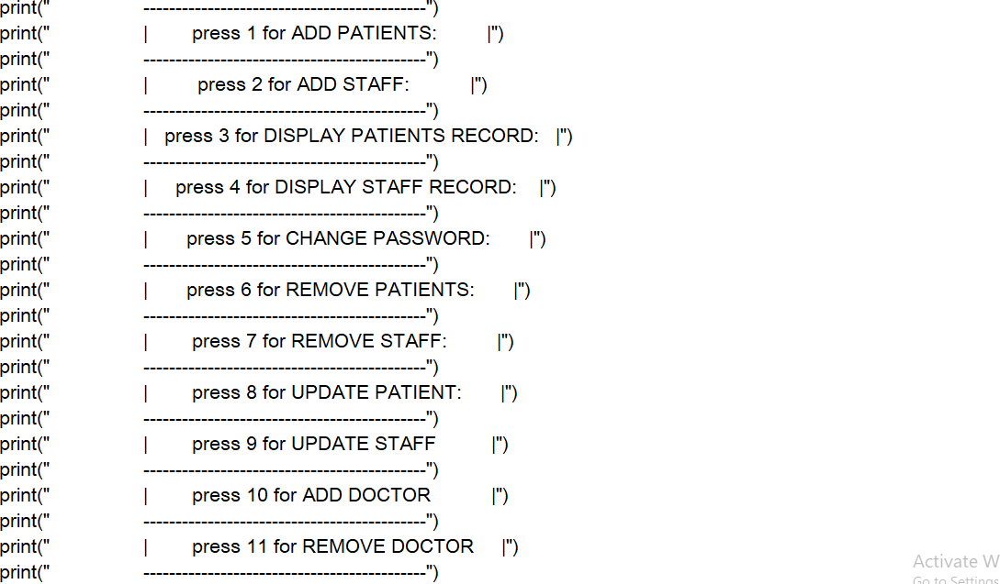 print("                 --------------------------------------------")
print("                 |        press 1 for ADD PATIENTS:         |")
print("                 --------------------------------------------")
print("                 |         press 2 for ADD STAFF:           |")
print("                 --------------------------------------------")
print("                 |   press 3 for DISPLAY PATIENTS RECORD:   |")
print("                 --------------------------------------------")
print("                 |     press 4 for DISPLAY STAFF RECORD:    |")
print("                 --------------------------------------------")
print("                 |       press 5 for CHANGE PASSWORD:       |")
print("                 --------------------------------------------")
print("                 |       press 6 for REMOVE PATIENTS:       |")
print("                 --------------------------------------------")
print("                 |        press 7 for REMOVE STAFF:         |")
print("                 --------------------------------------------")
print("                 |        press 8 for UPDATE PATIENT:       |")
print("                 --------------------------------------------")
print("                 |        press 9 for UPDATE STAFF          |")
print("                 --------------------------------------------")
print("                 |        press 10 for ADD DOCTOR           |")
print("                 --------------------------------------------")
print("                 |        press 11 for REMOVE DOCTOR     |")
print("                 --------------------------------------------")
Activate W
Go to Settings